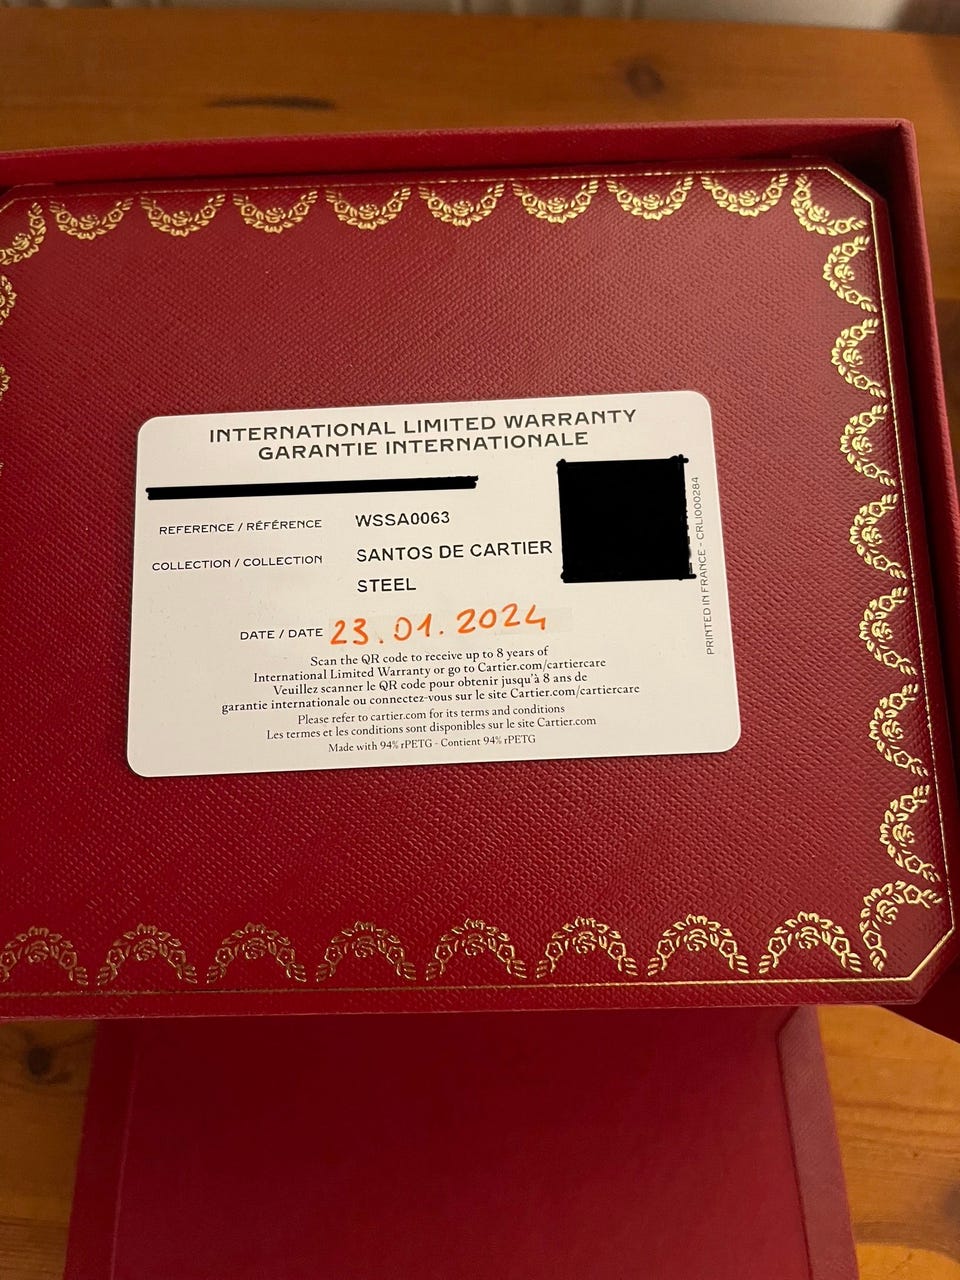 INTERNATIONAL LIMITED WARRANTY
GARANTIE INTERNATIONALE
REFERENCE / RÉFÉRENCE WSSA0063
COLLECTION / COLLECTION SANTOS DE CARTIER
STEEL
DATE / DATE 23.01.2024
Scan the QR code to receive up to 8 years of
International Limited Warranty or go to Cartier.com/cartiercare
Veuillez scanner le QR code pour obtenir jusqu'à 8 ans de
garantie internationale ou connectez-vous sur le site Cartier.com/cartiercare
Please refer to cartier.com for its terms and conditions
Les termes et les conditions sont disponibles sur le site Cartier.com
Made with 94% rPETG - Contient 94% rPETG
PRINTED IN FRANCE - CRLI000284